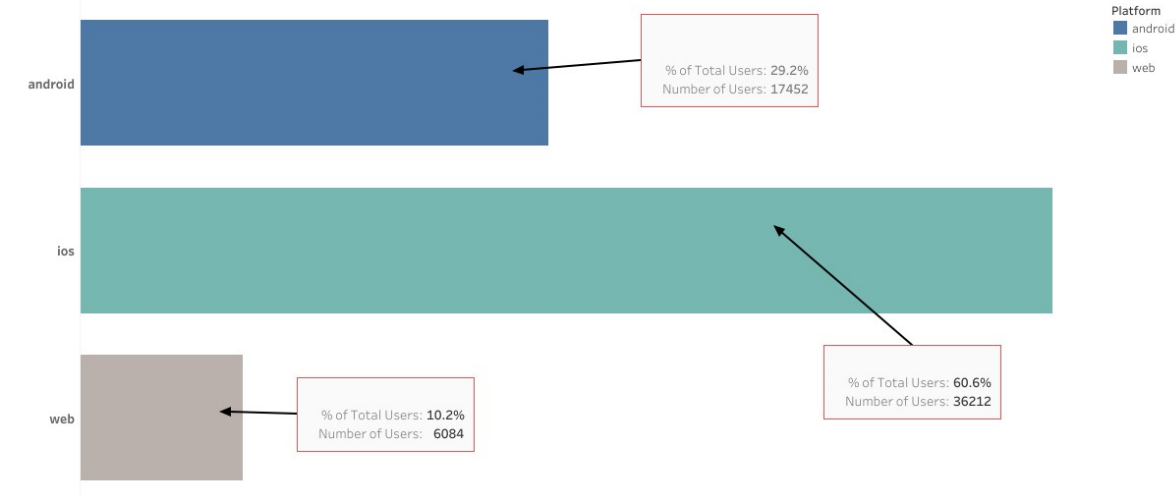 Platform
android
ios
web
android
% of Total Users: 29.2%
Number of Users: 17452
ios
% of Total Users: 60.6%
Number of Users: 36212
web
% of Total Users: 10.2%
Number of Users: 6084